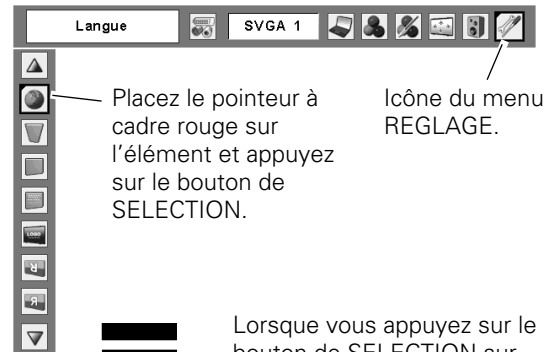 Langue
SVGA 1
Placez le pointeur à
cadre rouge sur
l'élément et appuyez
sur le bouton de
SELECTION.
Icône du menu
REGLAGE.
LOGO
R
R
Lorsque vous appuyez sur le
bouton de SELECTION sur